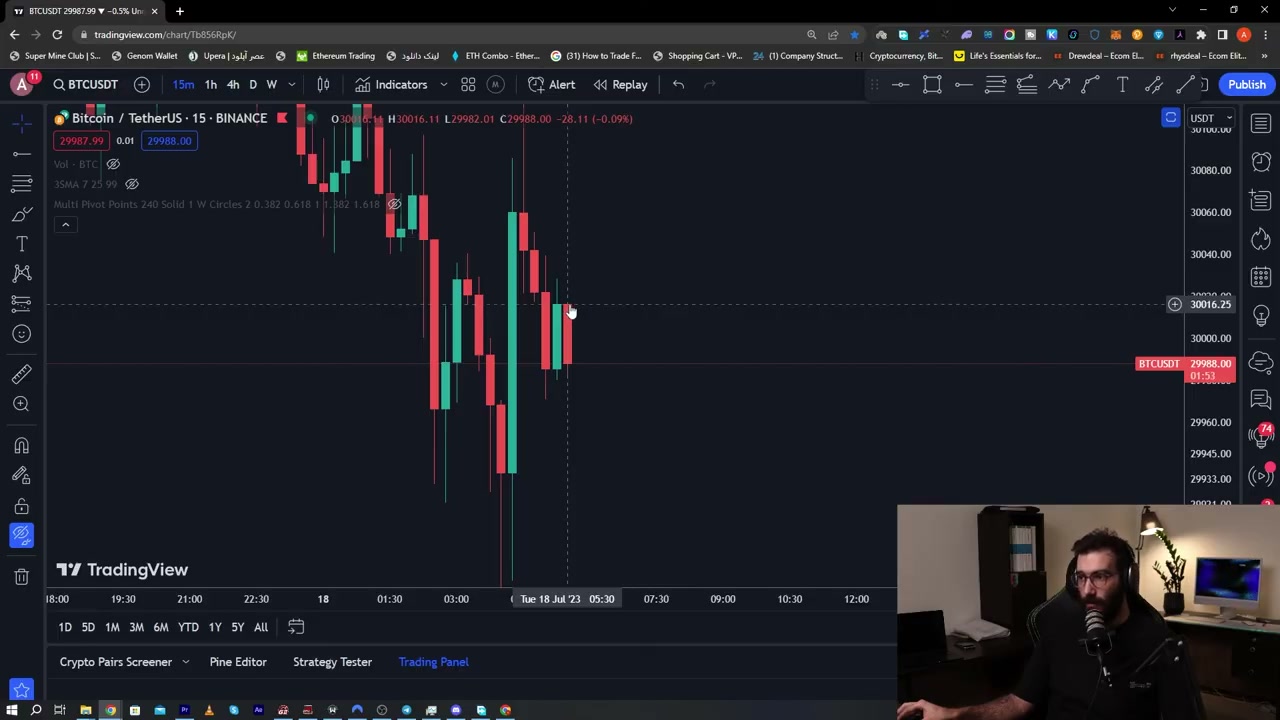 BTCUSDT 29987.99 ▼ −0.5% Un
tradingview.com/chart/Tb856RpK/
Super Mine Club | S...
Genom Wallet
عصر آپلود | Upera
Ethereum Trading
لینک دانلود
ETH Combo - Ether...
(31) How to Trade F...
Shopping Cart - VP...
(1) Company Struct...
Cryptocurrency, Bit...
Life's Essentials for...
Drewdeal – Ecom El...
rhysdeal — Ecom Eli...
A 11
BTCUSDT
15m 1h 4h D W
Indicators
Alert
Replay
Publish
Bitcoin / TetherUS · 15 · BINANCE
O30016.11 H30016.11 L29982.01 C29988.00 −28.11 (−0.09%)
USDT
29987.99 0.01 29988.00
Vol · BTC
3SMA 7 25 99
Multi Pivot Points 240 Solid 1 W Circles 2 0.382 0.618 1 1.382 1.618
30100.00
30080.00
30060.00
30040.00
30016.25
30000.00
BTCUSDT 29988.00
01:53
29960.00
29945.00
29933.00
74
TradingView
18:00 19:30 21:00 22:30 18 01:30 03:00 Tue 18 Jul '23 05:30 07:30 09:00 10:30 12:00
1D 5D 1M 3M 6M YTD 1Y 5Y All
Crypto Pairs Screener Pine Editor Strategy Tester Trading Panel